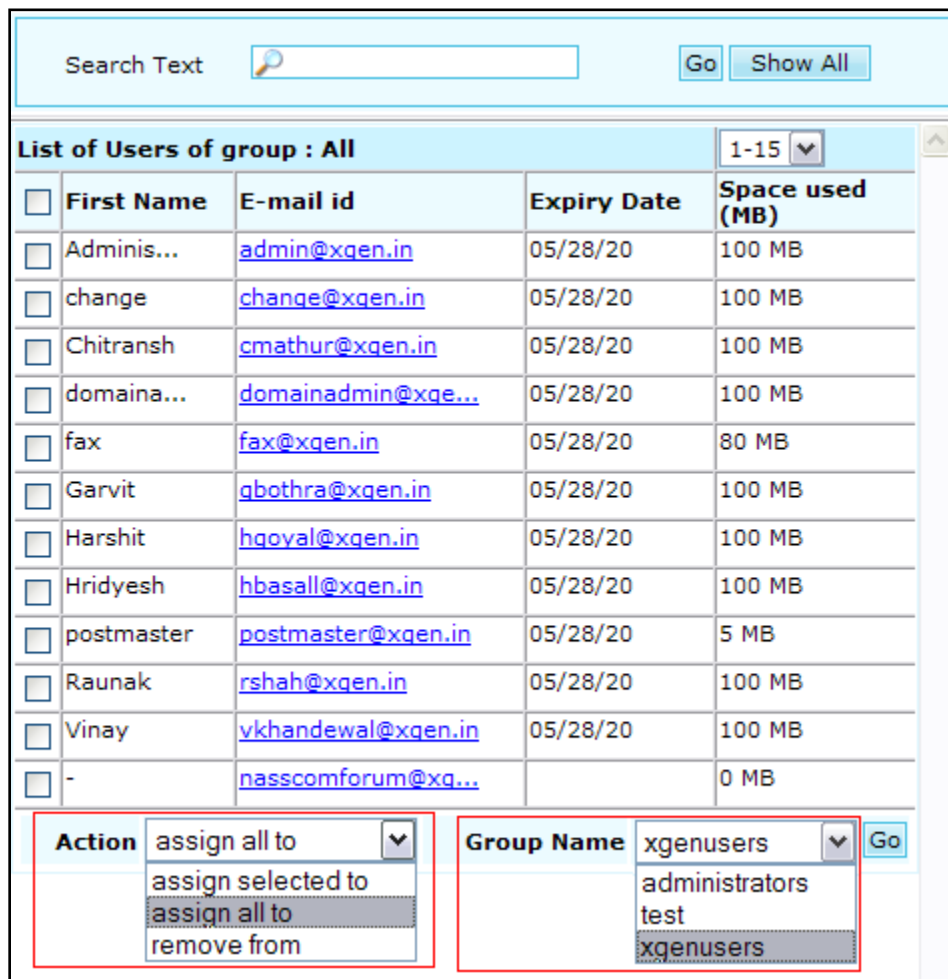 Search Text Go Show All
List of Users of group : All 1-15
First Name E-mail id Expiry Date Space used (MB)
Adminis... admin@xgen.in 05/28/20 100 MB
change change@xgen.in 05/28/20 100 MB
Chitransh cmathur@xgen.in 05/28/20 100 MB
domaina... domainadmin@xge... 05/28/20 100 MB
fax fax@xgen.in 05/28/20 80 MB
Garvit gbothra@xgen.in 05/28/20 100 MB
Harshit hgoyal@xgen.in 05/28/20 100 MB
Hridyesh hbasall@xgen.in 05/28/20 100 MB
postmaster postmaster@xgen.in 05/28/20 5 MB
Raunak rshah@xgen.in 05/28/20 100 MB
Vinay vkhandewal@xgen.in 05/28/20 100 MB
- nasscomforum@xg... 0 MB
Action assign all to Group Name xgenusers Go
assign selected to administrators
assign all to test
remove from xgenusers